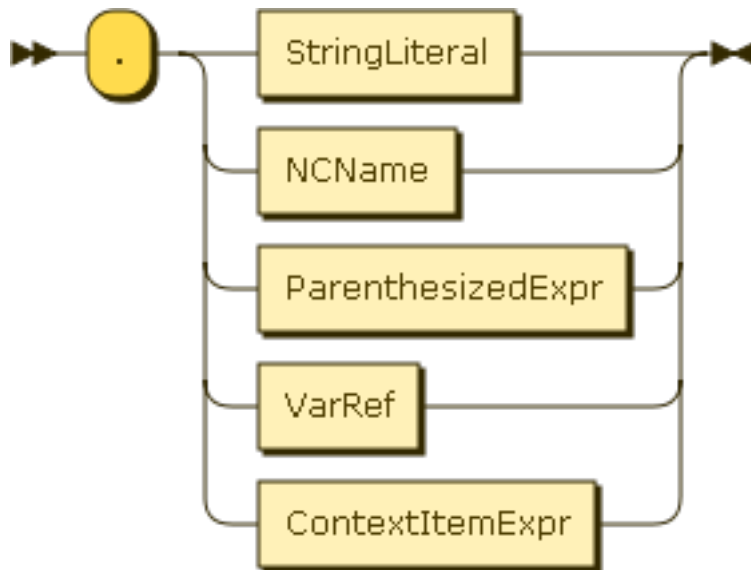 .
StringLiteral
NCName
ParenthesizedExpr
VarRef
ContextItemExpr